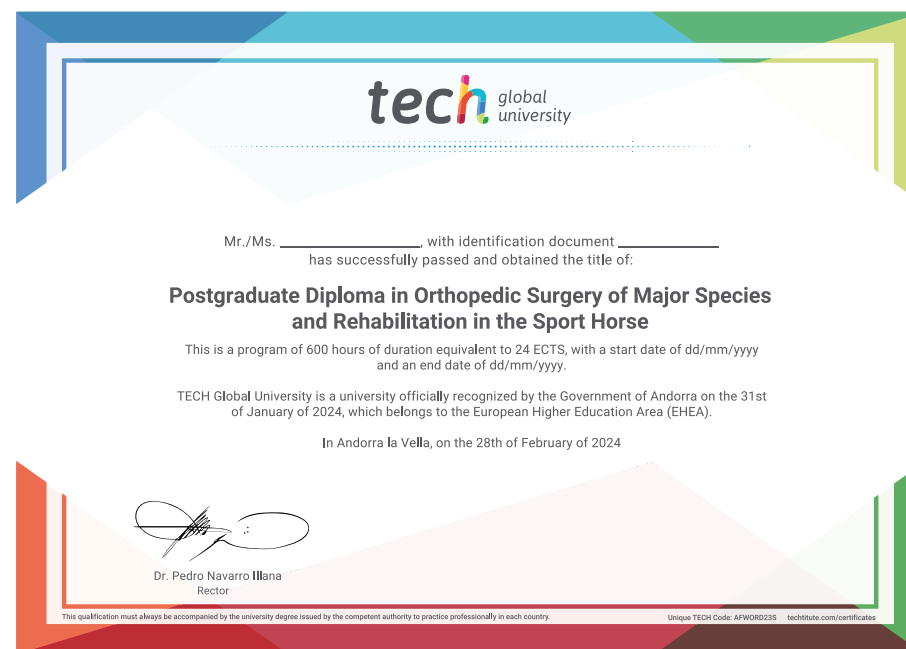 tech global
university
Mr./Ms. ____________________, with identification document ______________
has successfully passed and obtained the title of:
Postgraduate Diploma in Orthopedic Surgery of Major Species
and Rehabilitation in the Sport Horse
This is a program of 600 hours of duration equivalent to 24 ECTS, with a start date of dd/mm/yyyy
and an end date of dd/mm/yyyy.
TECH Global University is a university officially recognized by the Government of Andorra on the 31st
of January of 2024, which belongs to the European Higher Education Area (EHEA).
In Andorra la Vella, on the 28th of February of 2024
Dr. Pedro Navarro Illana
Rector
This qualification must always be accompanied by the university degree issued by the competent authority to practice professionally in each country.
Unique TECH Code: AFWORD23S techtitute.com/certificates